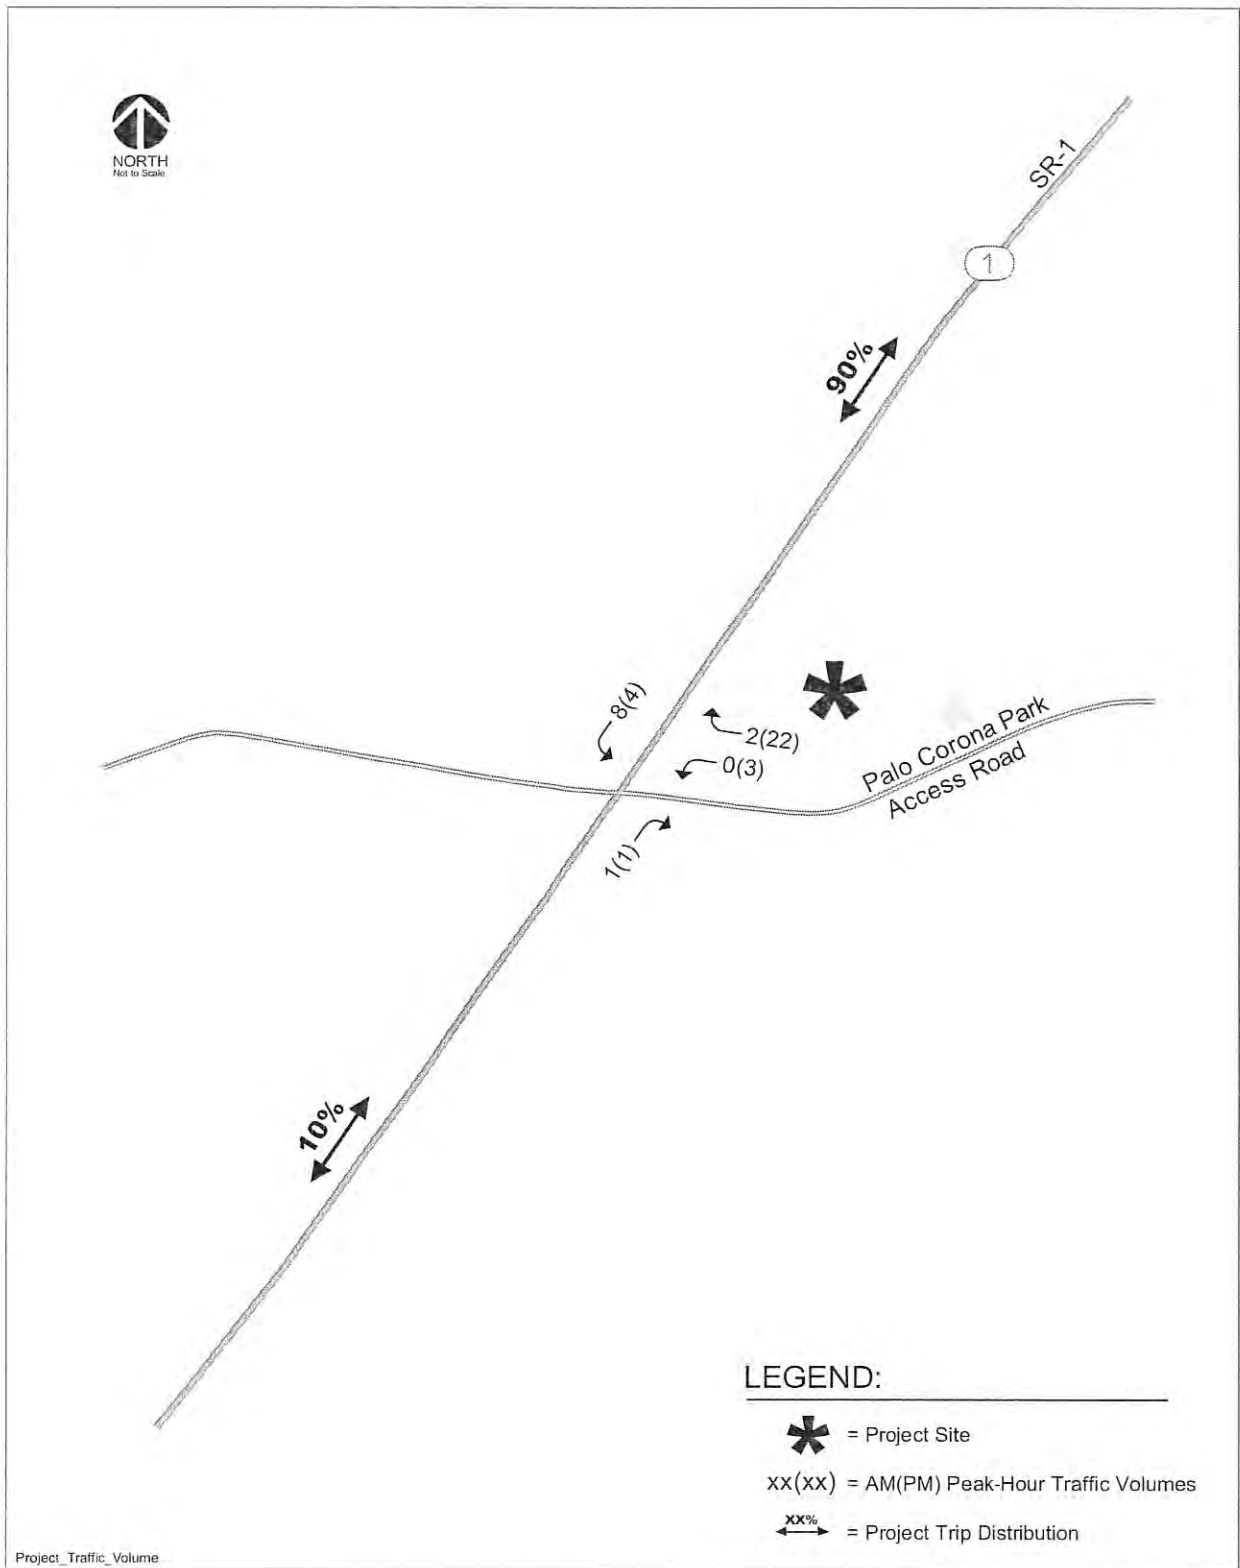 NORTH
Not to Scale
SR-1
1
90%
8(4)
2(22)
0(3)
1(1)
Palo Corona Park
Access Road
10%
LEGEND:
= Project Site
xx(xx) = AM(PM) Peak-Hour Traffic Volumes
xx% = Project Trip Distribution
Project_Traffic_Volume